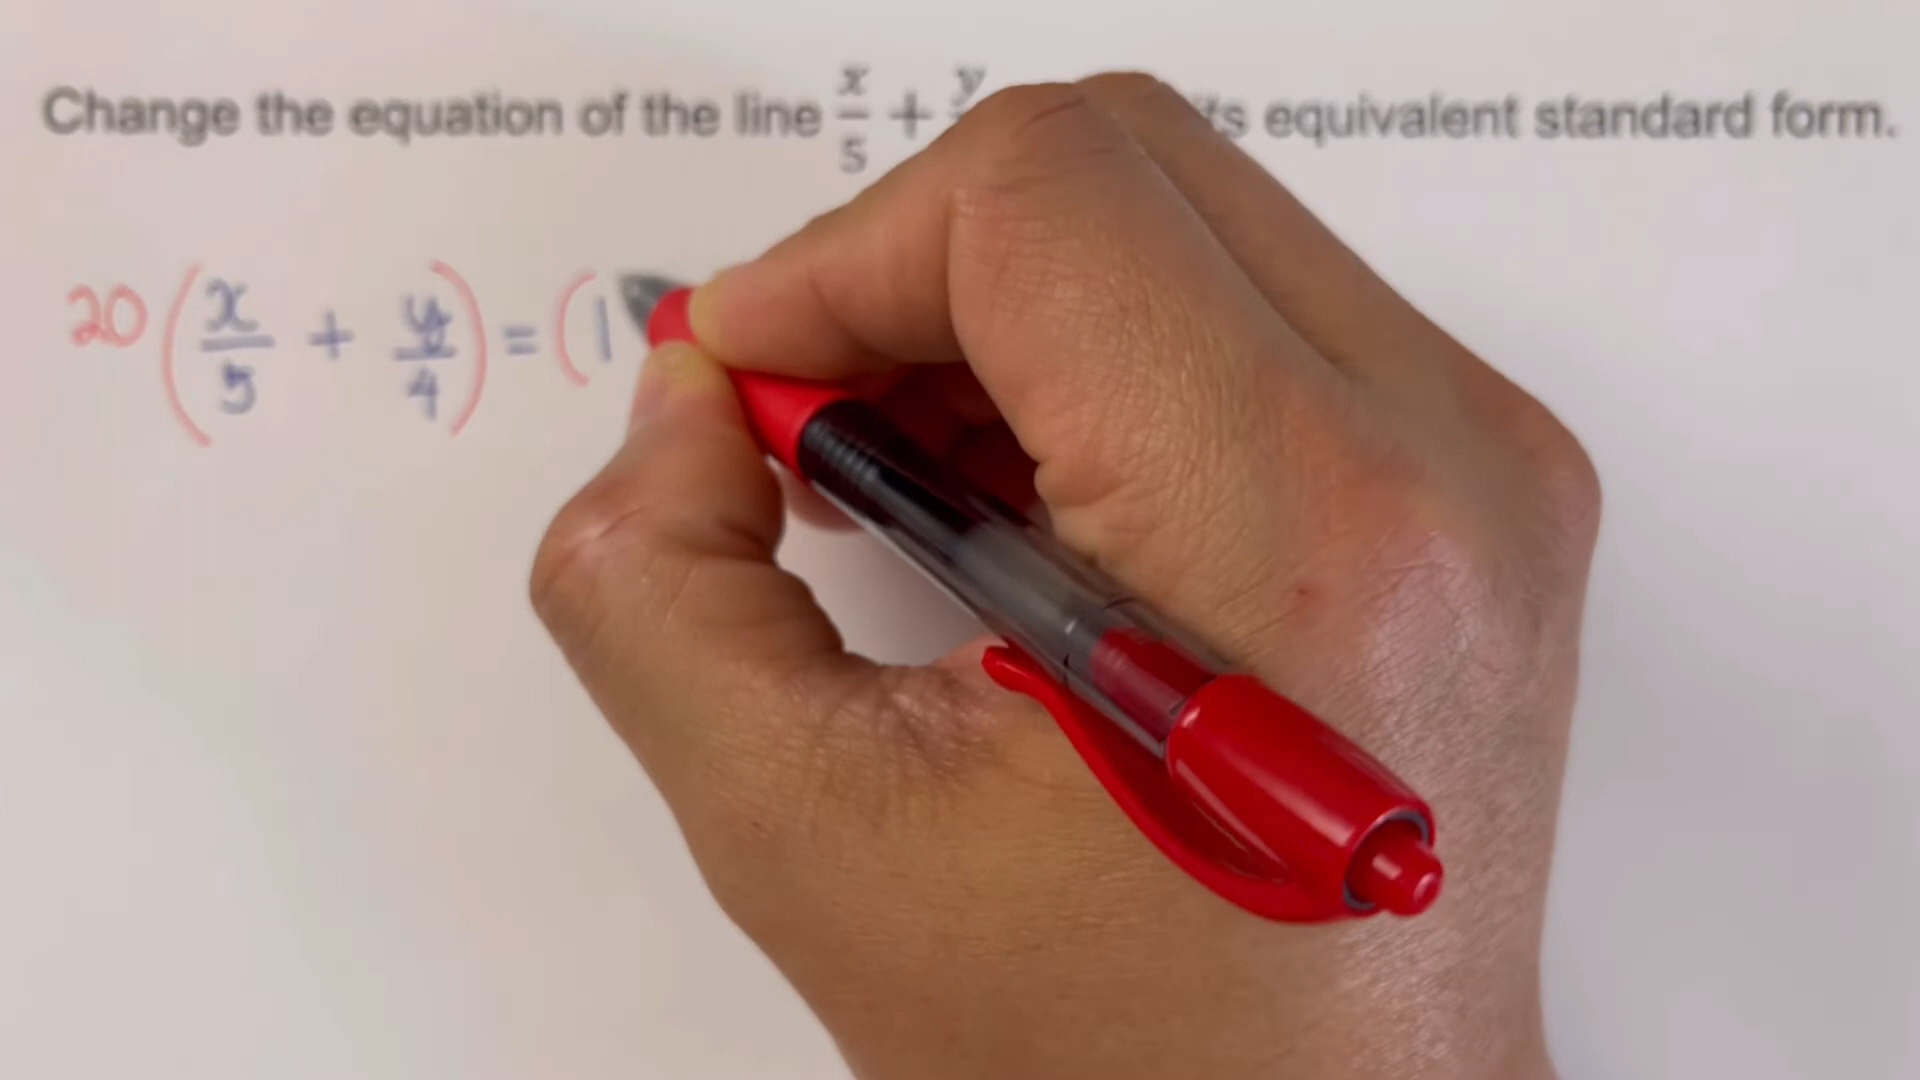 Change the equation of the line x/5 + y its equivalent standard form.
20 (x/5 + y/4) = (1